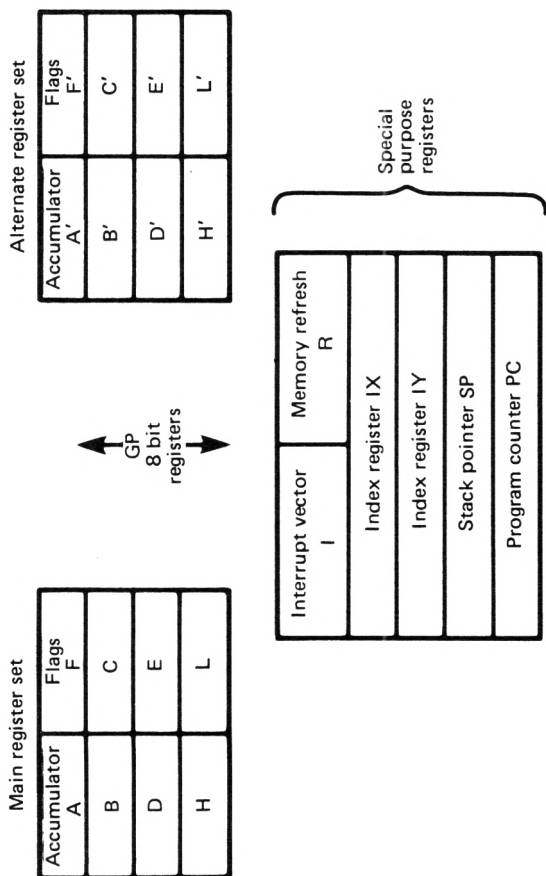 Main register set
Accumulator
A
Flags
F
B
C
D
E
H
L
GP
8 bit
registers
Alternate register set
Accumulator
A′
Flags
F′
B′
C′
D′
E′
H′
L′
Interrupt vector
I
Memory refresh
R
Index register IX
Index register IY
Stack pointer SP
Program counter PC
Special
purpose
registers